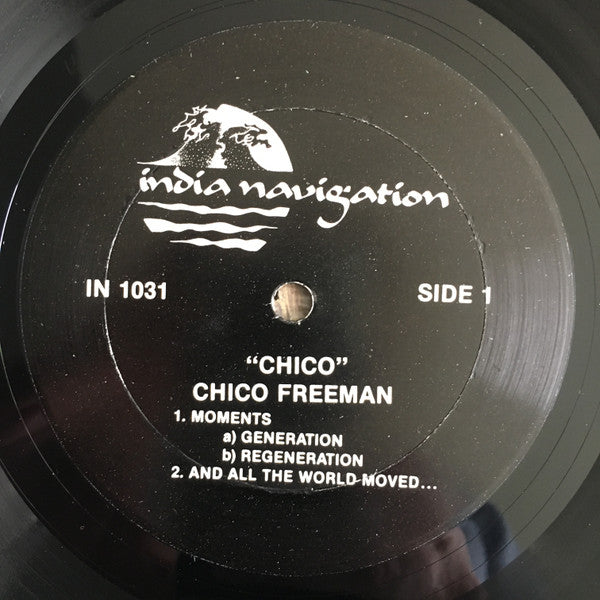 india navigation
IN 1031
SIDE 1
“CHICO”
CHICO FREEMAN
1. MOMENTS
a) GENERATION
b) REGENERATION
2. AND ALL THE WORLD MOVED...